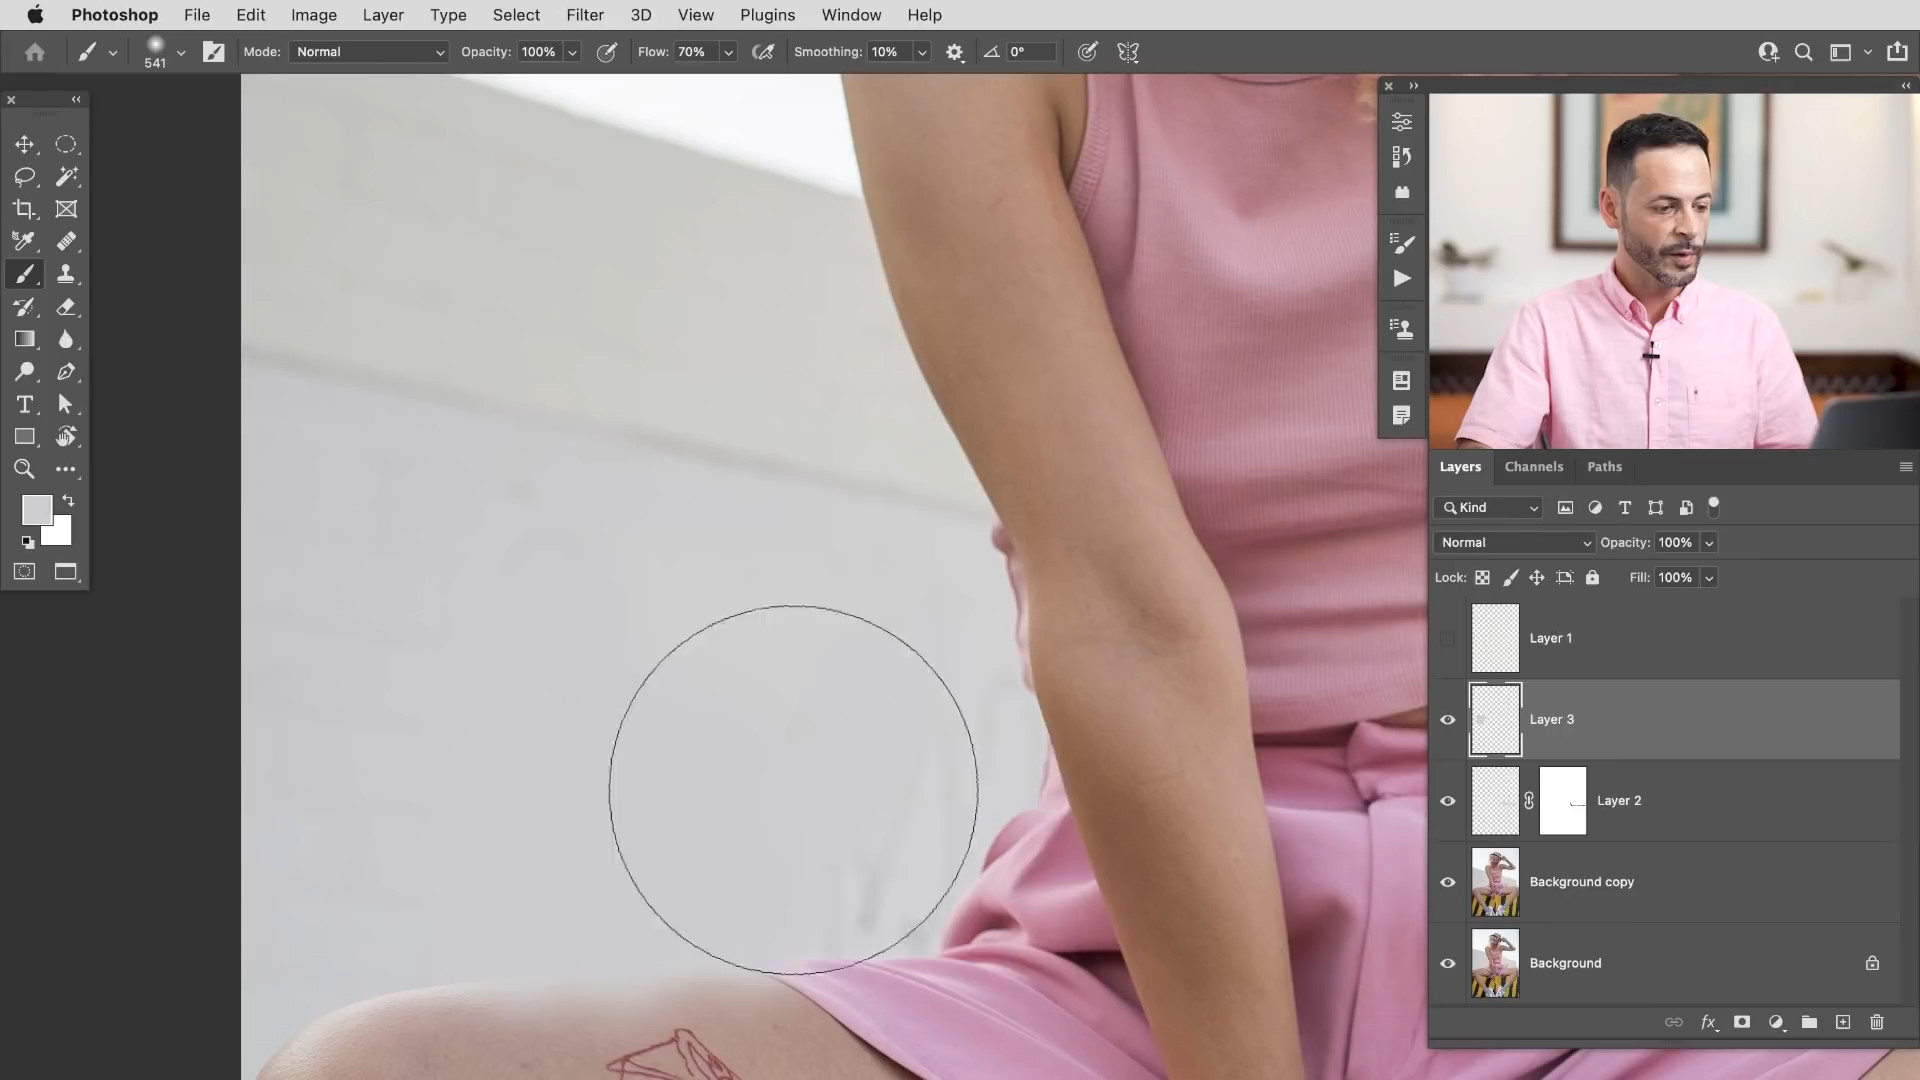 Photoshop File Edit Image Layer Type Select Filter 3D View Plugins Window Help
541 Mode: Normal Opacity: 100% Flow: 70% Smoothing: 10% 0°
Layers Channels Paths
Kind
Normal Opacity: 100%
Lock: Fill: 100%
Layer 1
Layer 3
Layer 2
Background copy
Background
fx